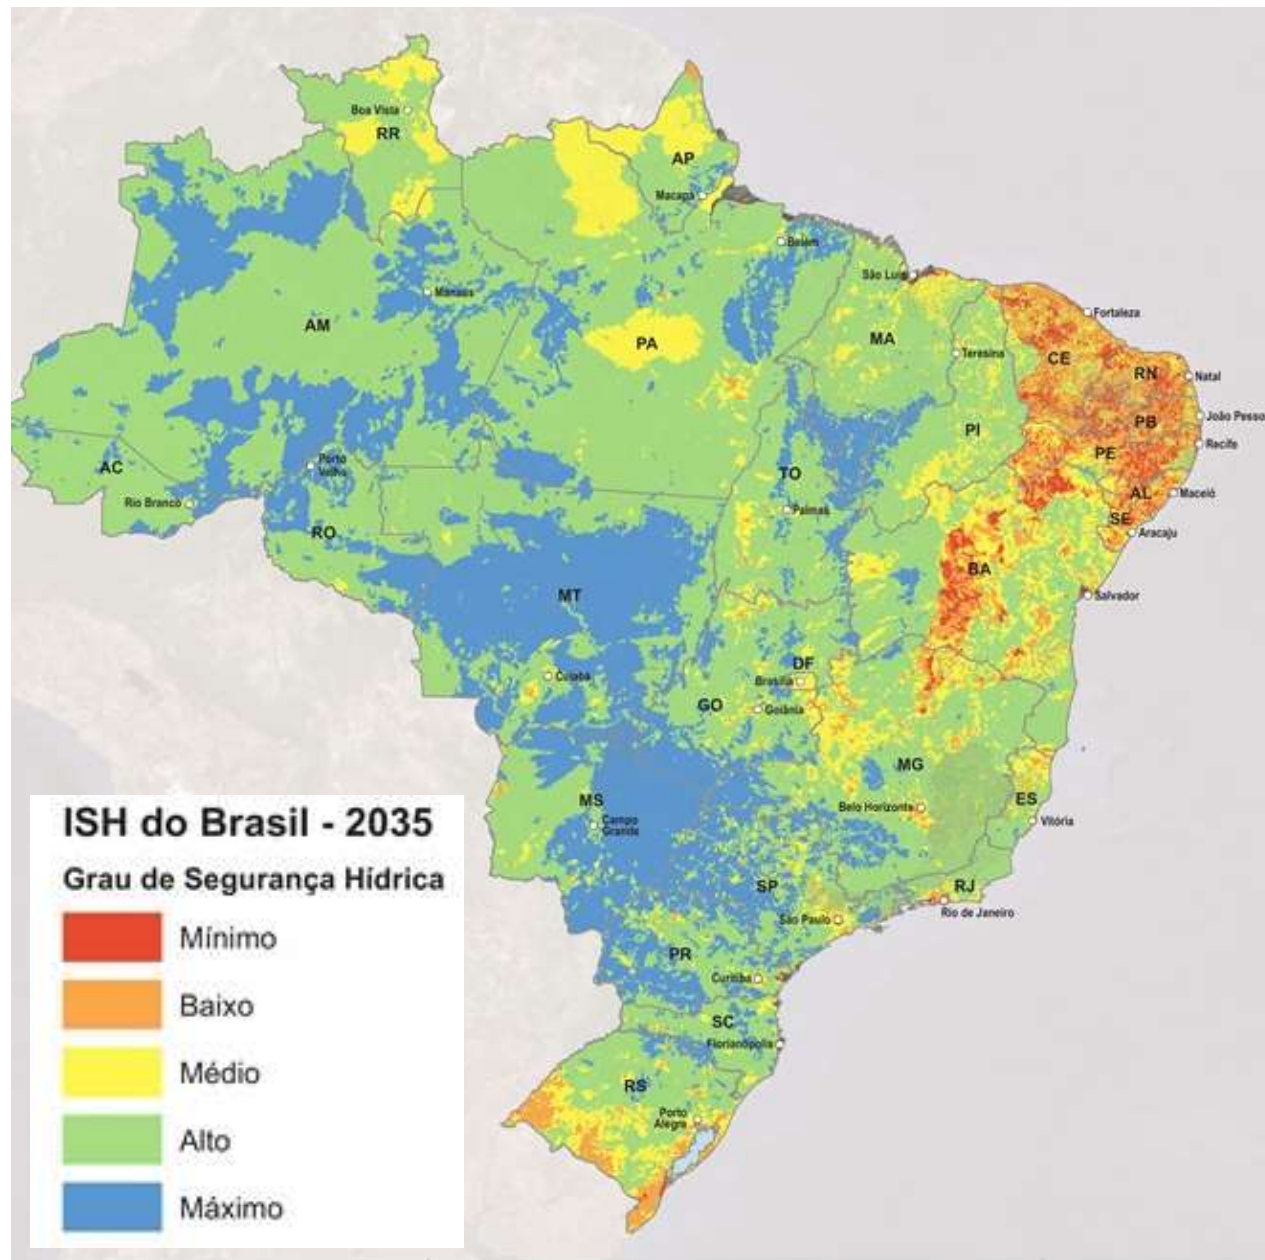 Boa Vista
RR
AP
Macapá
Belém
São Luis
Manaus
Fortaleza
AM
PA
MA
Teresina
CE
RN
Natal
PB
João Pesso
Recife
PI
PE
AC
Porto
Velho
Rio Branco
TO
Palmas
AL
Maceió
SE
Aracaju
RO
BA
MT
Salvador
Cuiabá
DF
Brasília
GO
Goiânia
MG
MS
Campo
Grande
Belo Horizonte
ES
Vitória
SP
RJ
Rio de Janeiro
São Paulo
PR
Curitiba
SC
Florianópolis
RS
Porto
Alegre
ISH do Brasil - 2035
Grau de Segurança Hídrica
Mínimo
Baixo
Médio
Alto
Máximo